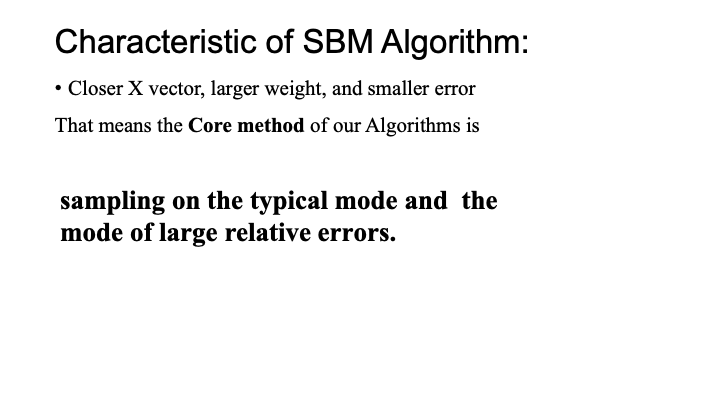 Characteristic of SBM Algorithm:
• Closer X vector, larger weight, and smaller error
That means the Core method of our Algorithms is
sampling on the typical mode and  the
mode of large relative errors.